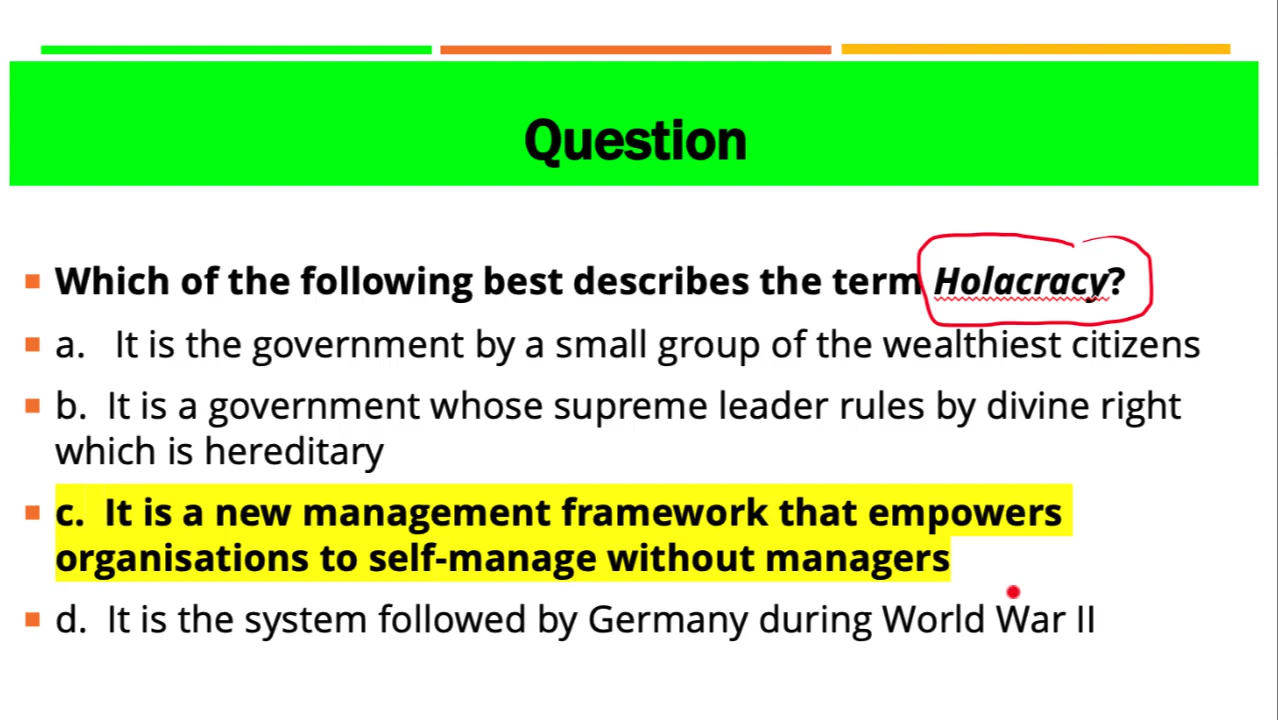 Question
Which of the following best describes the term Holacracy?
a. It is the government by a small group of the wealthiest citizens
b. It is a government whose supreme leader rules by divine right
which is hereditary
c. It is a new management framework that empowers
organisations to self-manage without managers
d. It is the system followed by Germany during World War II